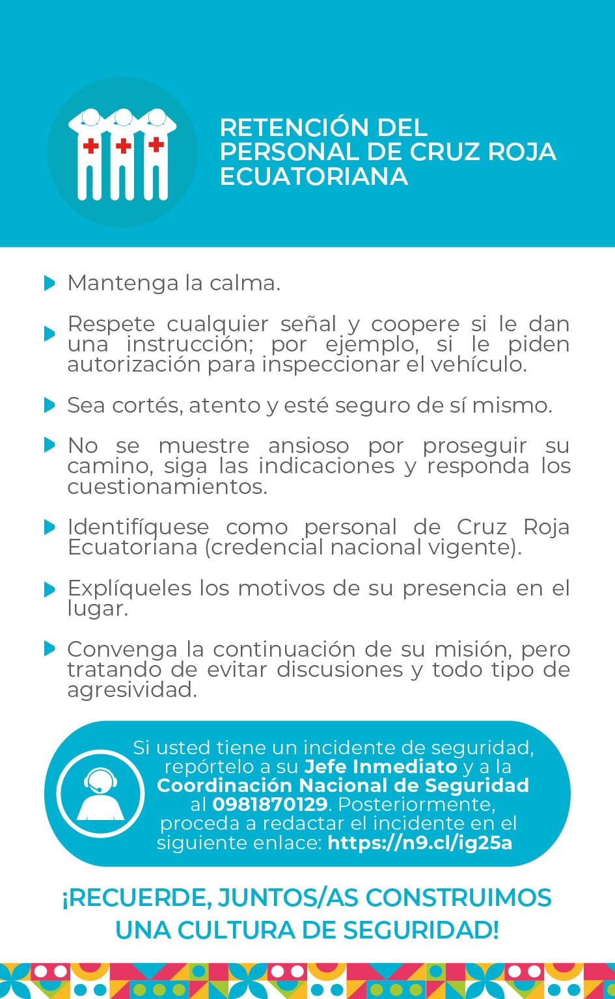 RETENCIÓN DEL
PERSONAL DE CRUZ ROJA
ECUATORIANA
Mantenga la calma.
Respete cualquier señal y coopere si le dan
una instrucción; por ejemplo, si le piden
autorización para inspeccionar el vehículo.
Sea cortés, atento y esté seguro de sí mismo.
No se muestre ansioso por proseguir su
camino, siga las indicaciones y responda los
cuestionamientos.
Identifíquese como personal de Cruz Roja
Ecuatoriana (credencial nacional vigente).
Explíqueles los motivos de su presencia en el
lugar.
Convenga la continuación de su misión, pero
tratando de evitar discusiones y todo tipo de
agresividad.
Si usted tiene un incidente de seguridad,
repórtelo a su Jefe Inmediato y a la
Coordinación Nacional de Seguridad
al 0981870129. Posteriormente,
proceda a redactar el incidente en el
siguiente enlace: https://n9.cl/ig25a
¡RECUERDE, JUNTOS/AS CONSTRUIMOS
UNA CULTURA DE SEGURIDAD!